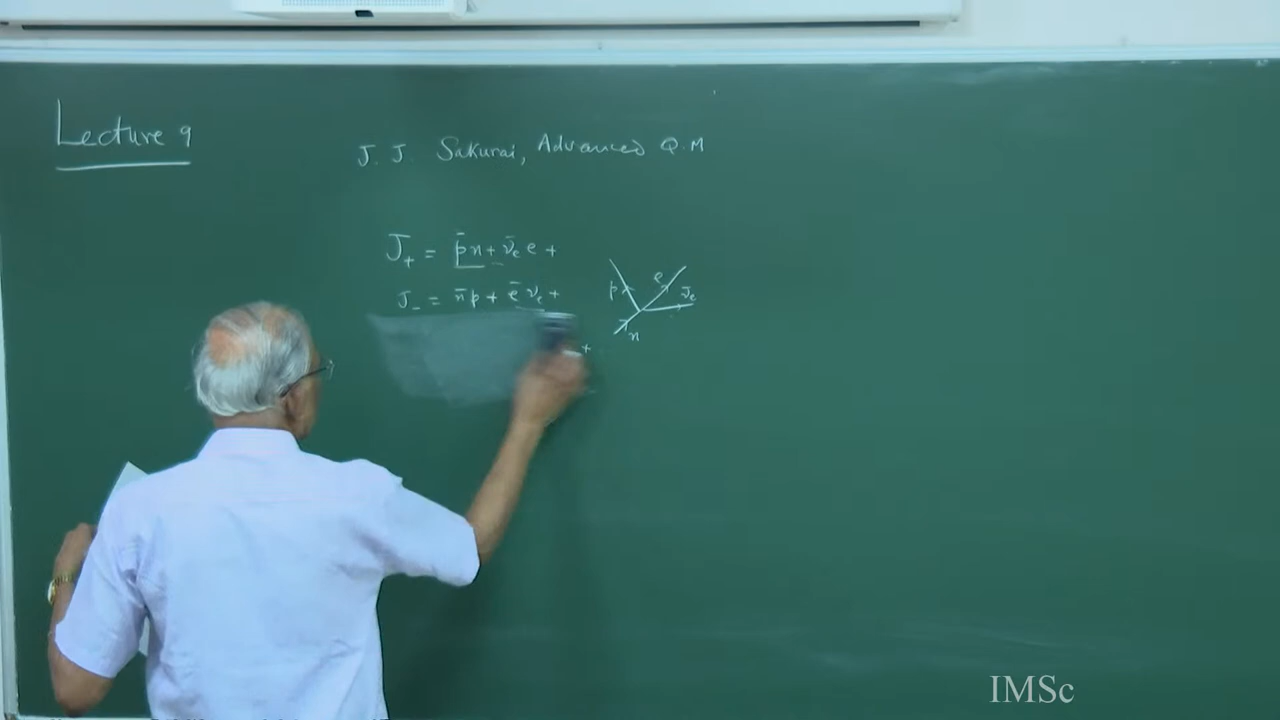 Lecture 9
J. J. Sakurai, Advanced Q.M
J₊ = p̄n + ν̄ₑ e +
J₋ = n̄p + ē νₑ +
p e ν̄ₑ
n
+
IMSc